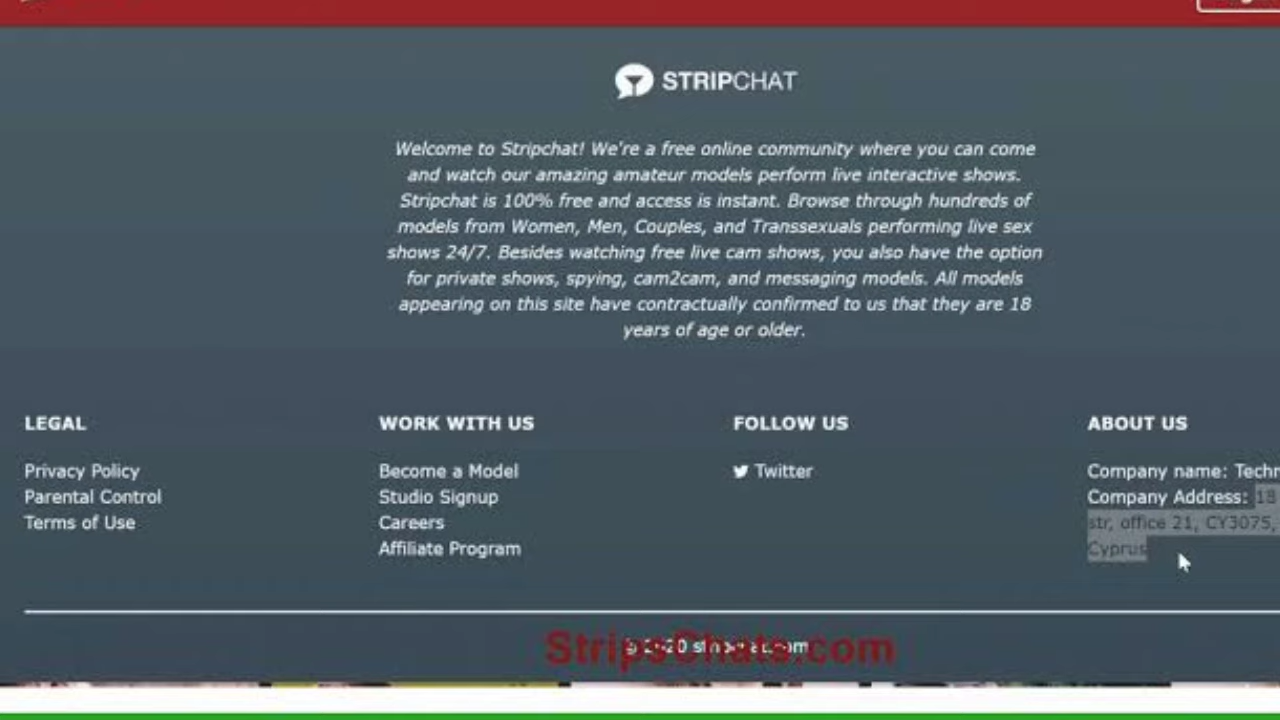 STRIPCHAT
Welcome to Stripchat! We're a free online community where you can come
and watch our amazing amateur models perform live interactive shows.
Stripchat is 100% free and access is instant. Browse through hundreds of
models from Women, Men, Couples, and Transsexuals performing live sex
shows 24/7. Besides watching free live cam shows, you also have the option
for private shows, spying, cam2cam, and messaging models. All models
appearing on this site have contractually confirmed to us that they are 18
years of age or older.
LEGAL
Privacy Policy
Parental Control
Terms of Use
WORK WITH US
Become a Model
Studio Signup
Careers
Affiliate Program
FOLLOW US
Twitter
ABOUT US
Company name: Techn
Company Address: 18
str, office 21, CY3075,
Cyprus
StripsChats.com